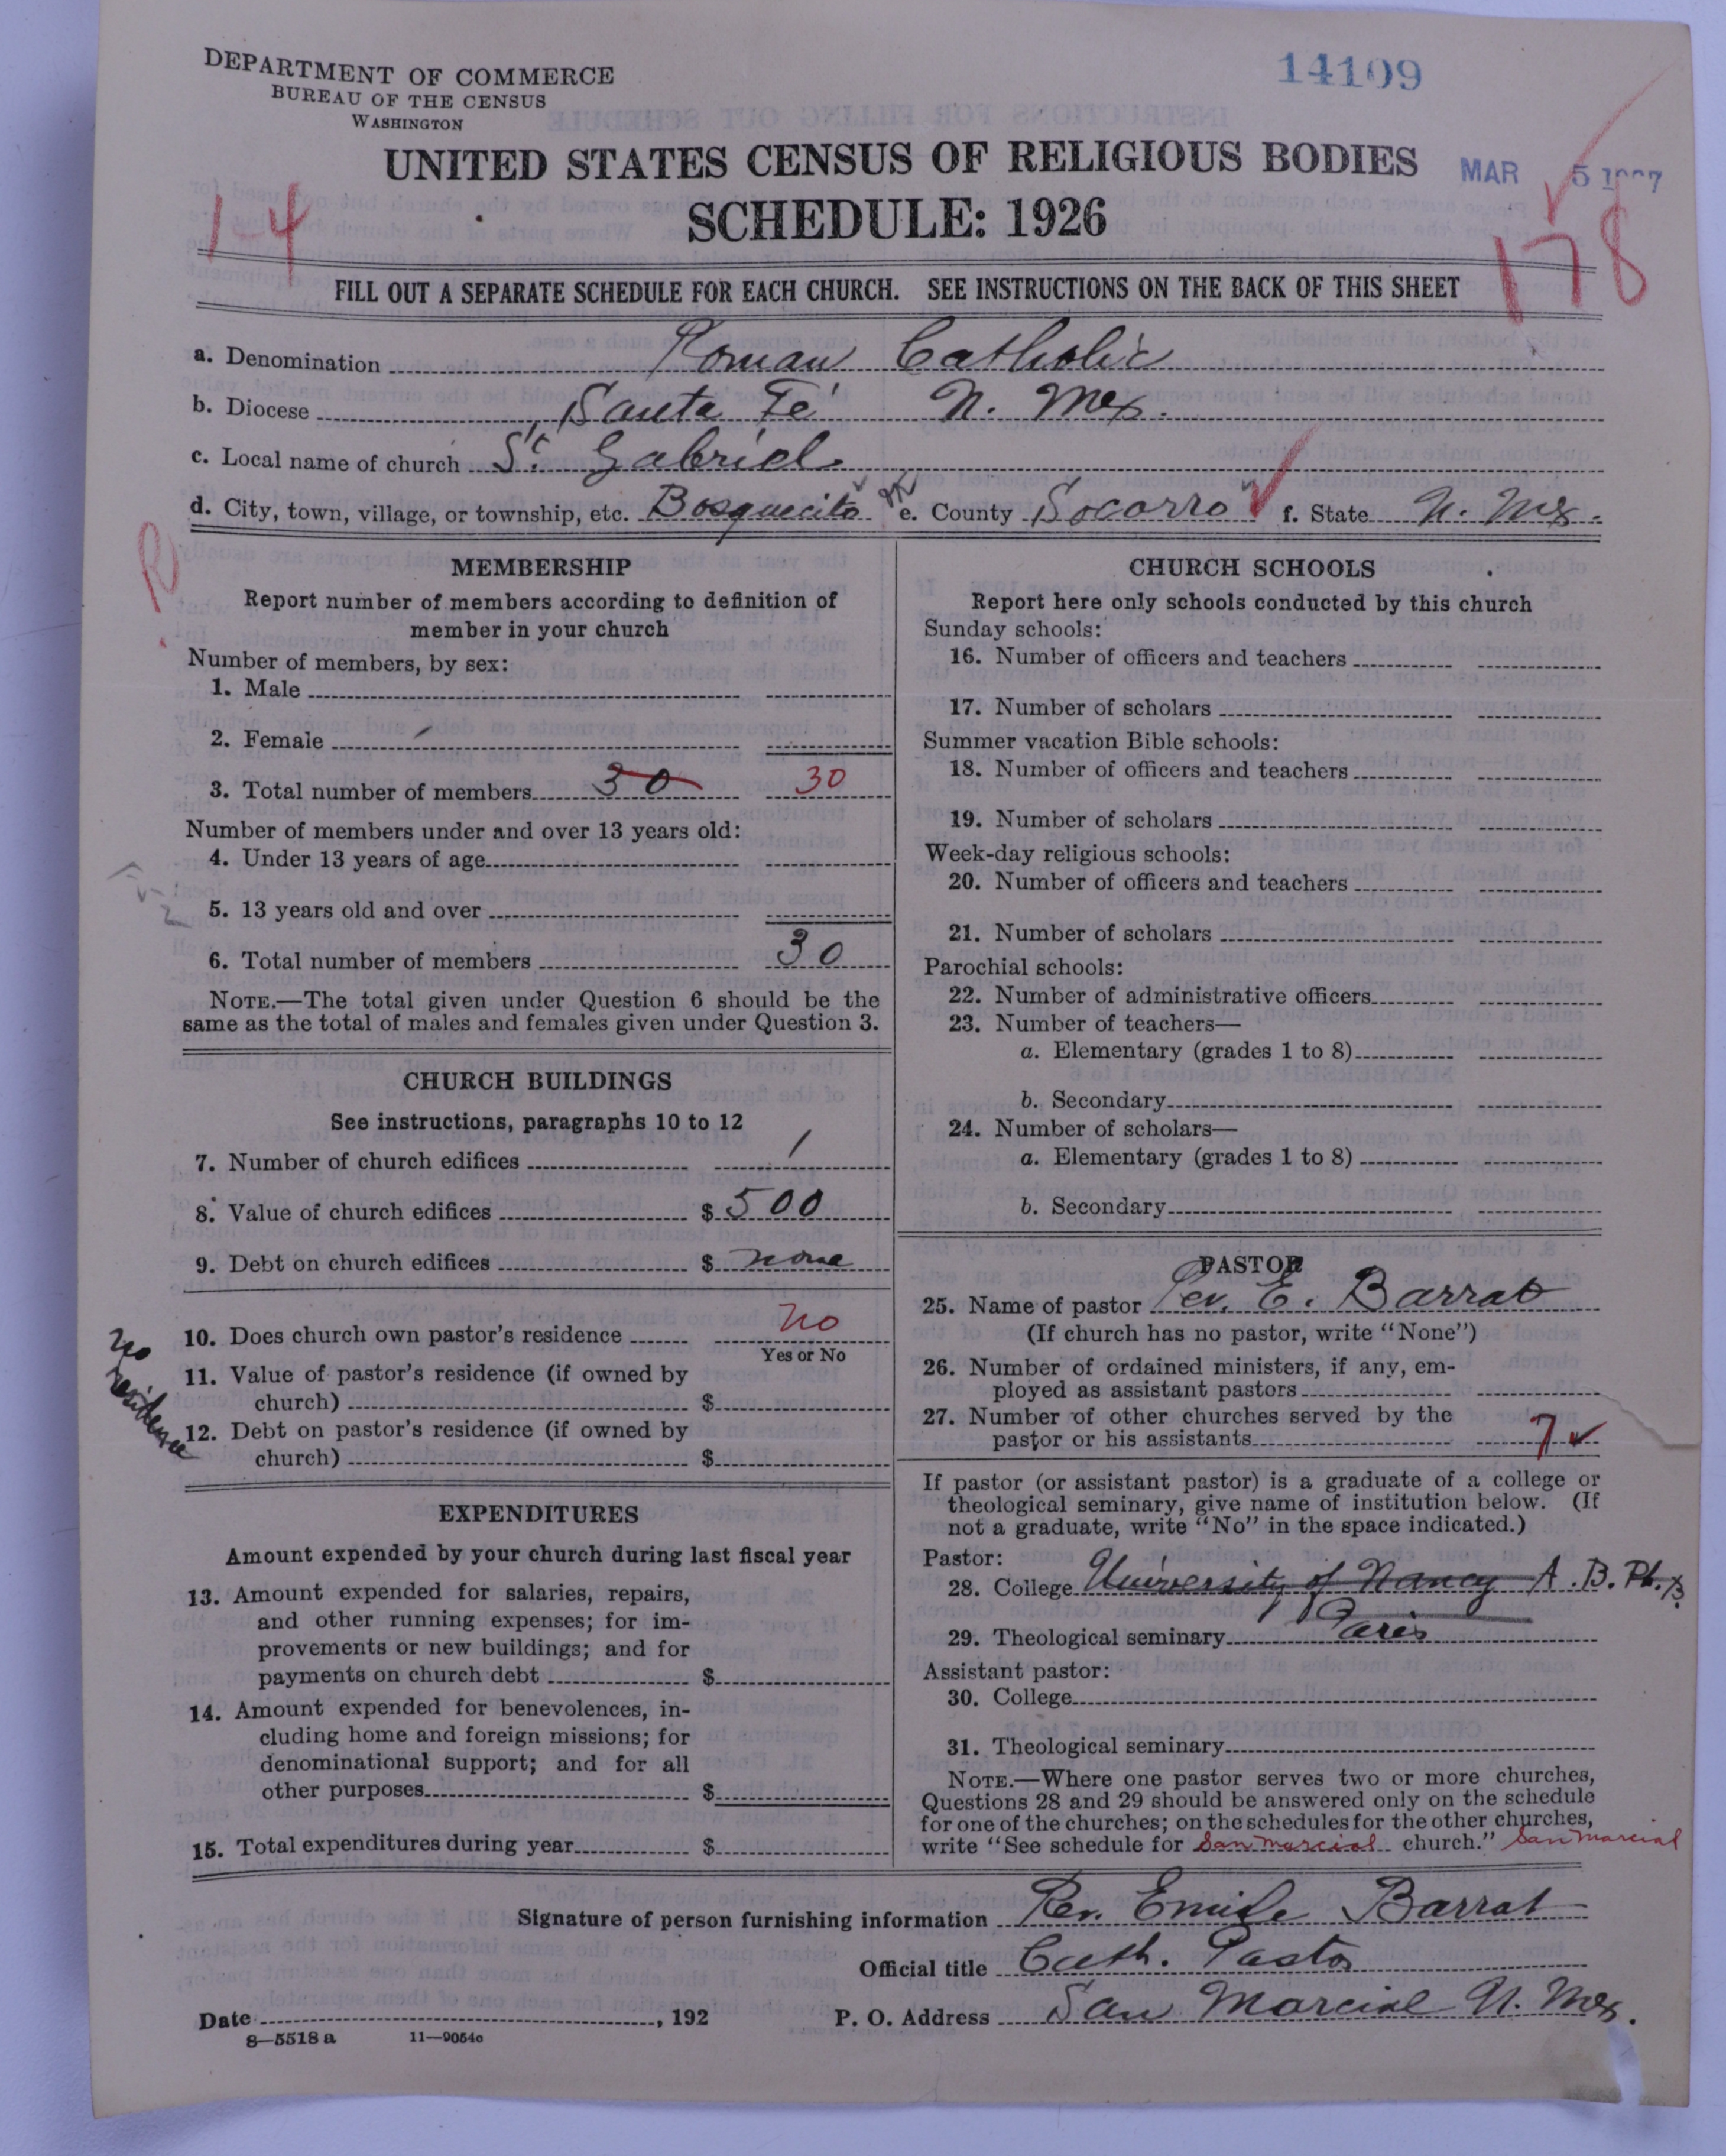 14109
DEPARTMENT OF COMMERCE
BUREAU OF THE CENSUS
WASHINGTON
UNITED STATES CENSUS OF RELIGIOUS BODIES
MAR 5 1927
SCHEDULE: 1926
1-4
178
FILL OUT A SEPARATE SCHEDULE FOR EACH CHURCH. SEE INSTRUCTIONS ON THE BACK OF THIS SHEET
a. Denomination Roman Catholic
b. Diocese Santa Fé N. Mex.
c. Local name of church St. Gabriel
d. City, town, village, or township, etc. Bosquecito e. County Socorro f. State N. Mex.
MEMBERSHIP
Report number of members according to definition of
member in your church
Number of members, by sex:
1. Male
2. Female
3. Total number of members 30 30
Number of members under and over 13 years old:
4. Under 13 years of age
5. 13 years old and over
6. Total number of members 30
NOTE.—The total given under Question 6 should be the
same as the total of males and females given under Question 3.
CHURCH BUILDINGS
See instructions, paragraphs 10 to 12
7. Number of church edifices 1
8. Value of church edifices $ 500
9. Debt on church edifices $ none
10. Does church own pastor's residence no
Yes or No
no residence
11. Value of pastor's residence (if owned by
church) $
12. Debt on pastor's residence (if owned by
church) $
EXPENDITURES
Amount expended by your church during last fiscal year
13. Amount expended for salaries, repairs,
and other running expenses; for im-
provements or new buildings; and for
payments on church debt $
14. Amount expended for benevolences, in-
cluding home and foreign missions; for
denominational support; and for all
other purposes $
15. Total expenditures during year $
CHURCH SCHOOLS
Report here only schools conducted by this church
Sunday schools:
16. Number of officers and teachers
17. Number of scholars
Summer vacation Bible schools:
18. Number of officers and teachers
19. Number of scholars
Week-day religious schools:
20. Number of officers and teachers
21. Number of scholars
Parochial schools:
22. Number of administrative officers
23. Number of teachers—
a. Elementary (grades 1 to 8)
b. Secondary
24. Number of scholars—
a. Elementary (grades 1 to 8)
b. Secondary
PASTOR
25. Name of pastor Rev. E. Barrat
(If church has no pastor, write "None")
26. Number of ordained ministers, if any, em-
ployed as assistant pastors
27. Number of other churches served by the
pastor or his assistants 7
If pastor (or assistant pastor) is a graduate of a college or
theological seminary, give name of institution below. (If
not a graduate, write "No" in the space indicated.)
Pastor:
28. College University of Nancy A.B. Ph.B
29. Theological seminary Paris
Assistant pastor:
30. College
31. Theological seminary
NOTE.—Where one pastor serves two or more churches,
Questions 28 and 29 should be answered only on the schedule
for one of the churches; on the schedules for the other churches,
write "See schedule for San Marcial church." San Marcial
Signature of person furnishing information Rev. Emile Barrat
Official title Cath. Pastor
Date , 192
P. O. Address San Marcial N. Mex.
8—5518 a 11—9054c